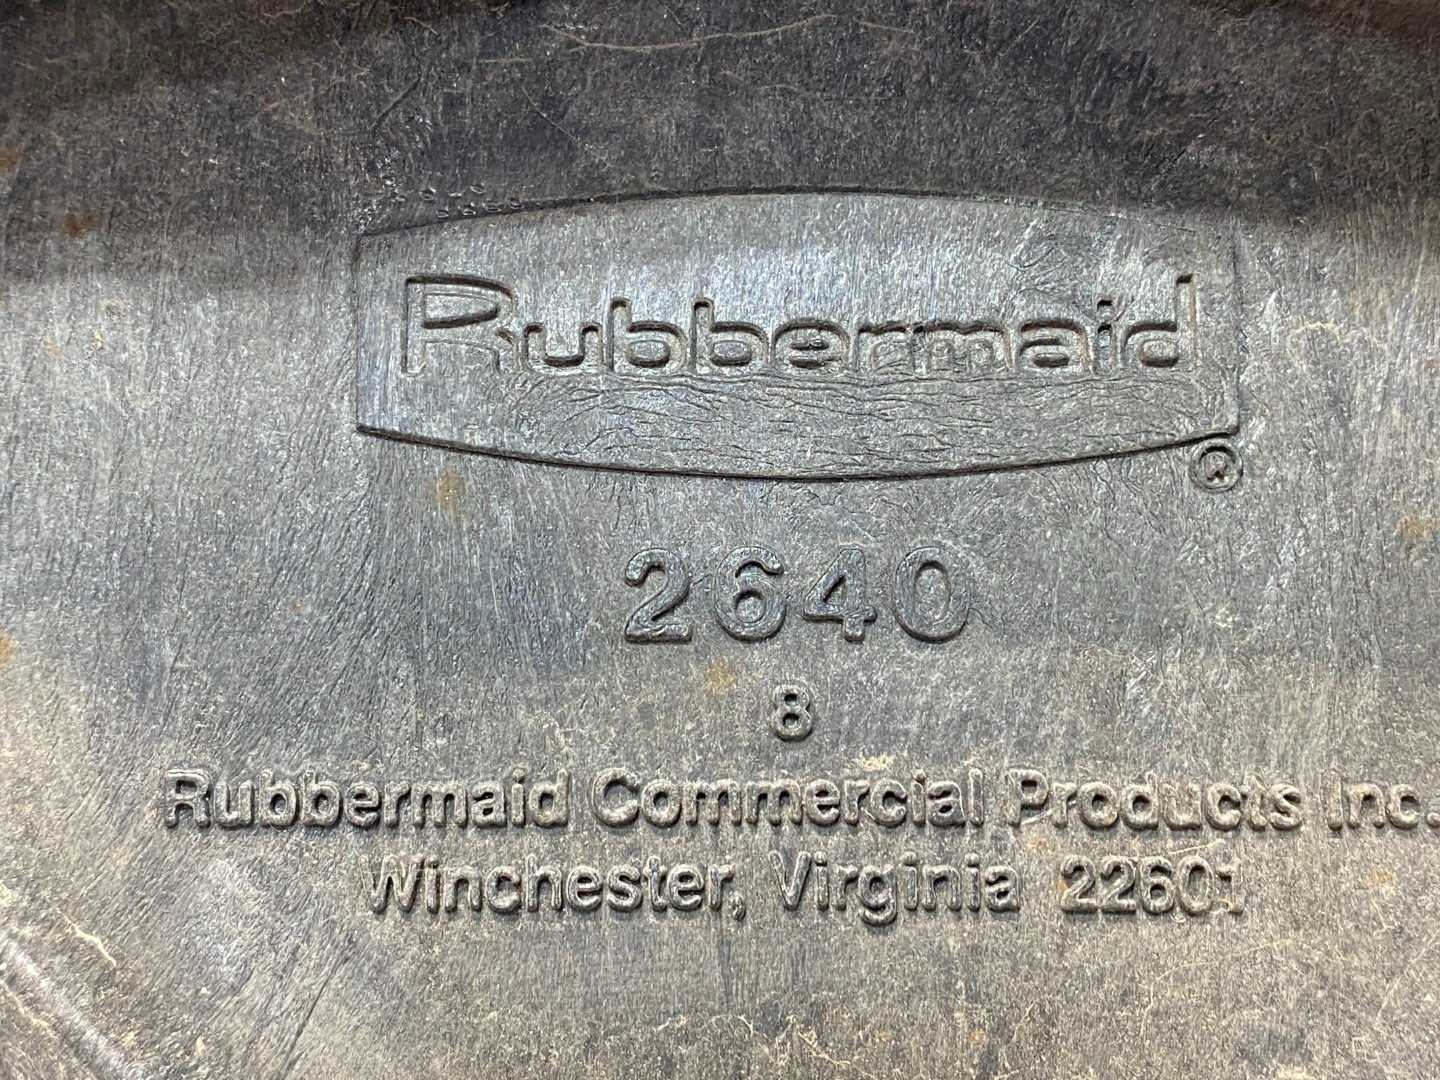 Rubbermaid
®
2640
8
Rubbermaid Commercial Products Inc.
Winchester, Virginia 22601